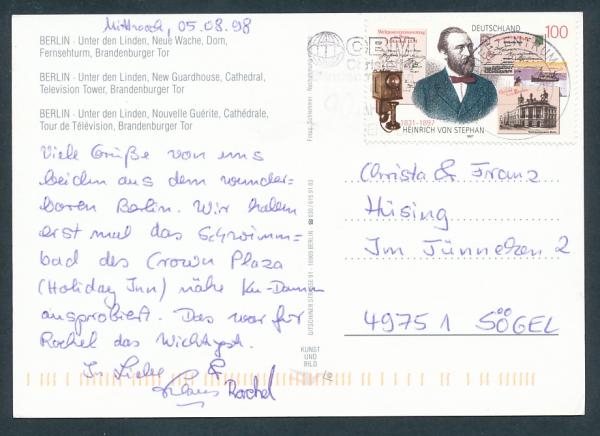 Mittwoch, 05.08.98
BERLIN - Unter den Linden, Neue Wache, Dom,
Fernsehturm, Brandenburger Tor
BERLIN - Unter den Linden, New Guardhouse, Cathedral,
Television Tower, Brandenburger Tor
BERLIN - Unter den Linden, Nouvelle Guérite, Cathédrale,
Tour de Télévision, Brandenburger Tor
Viele Grüße von uns
beiden aus dem wunder=
baren Berlin. Wir haben
erst mal das Schwimm=
bad des Crown Plaza
(Holiday Inn) nähe Ku-Damm
ausprobiert. Das war für
Rachel das Wichtigst.
In Liebe
Klaus & Rachel
KUNST
UND
BILD
DEUTSCHLAND
100
1831-1897
HEINRICH VON STEPHAN
Christa & Franz
Hüsing
Im Tünneken 2
49751 SÖGEL